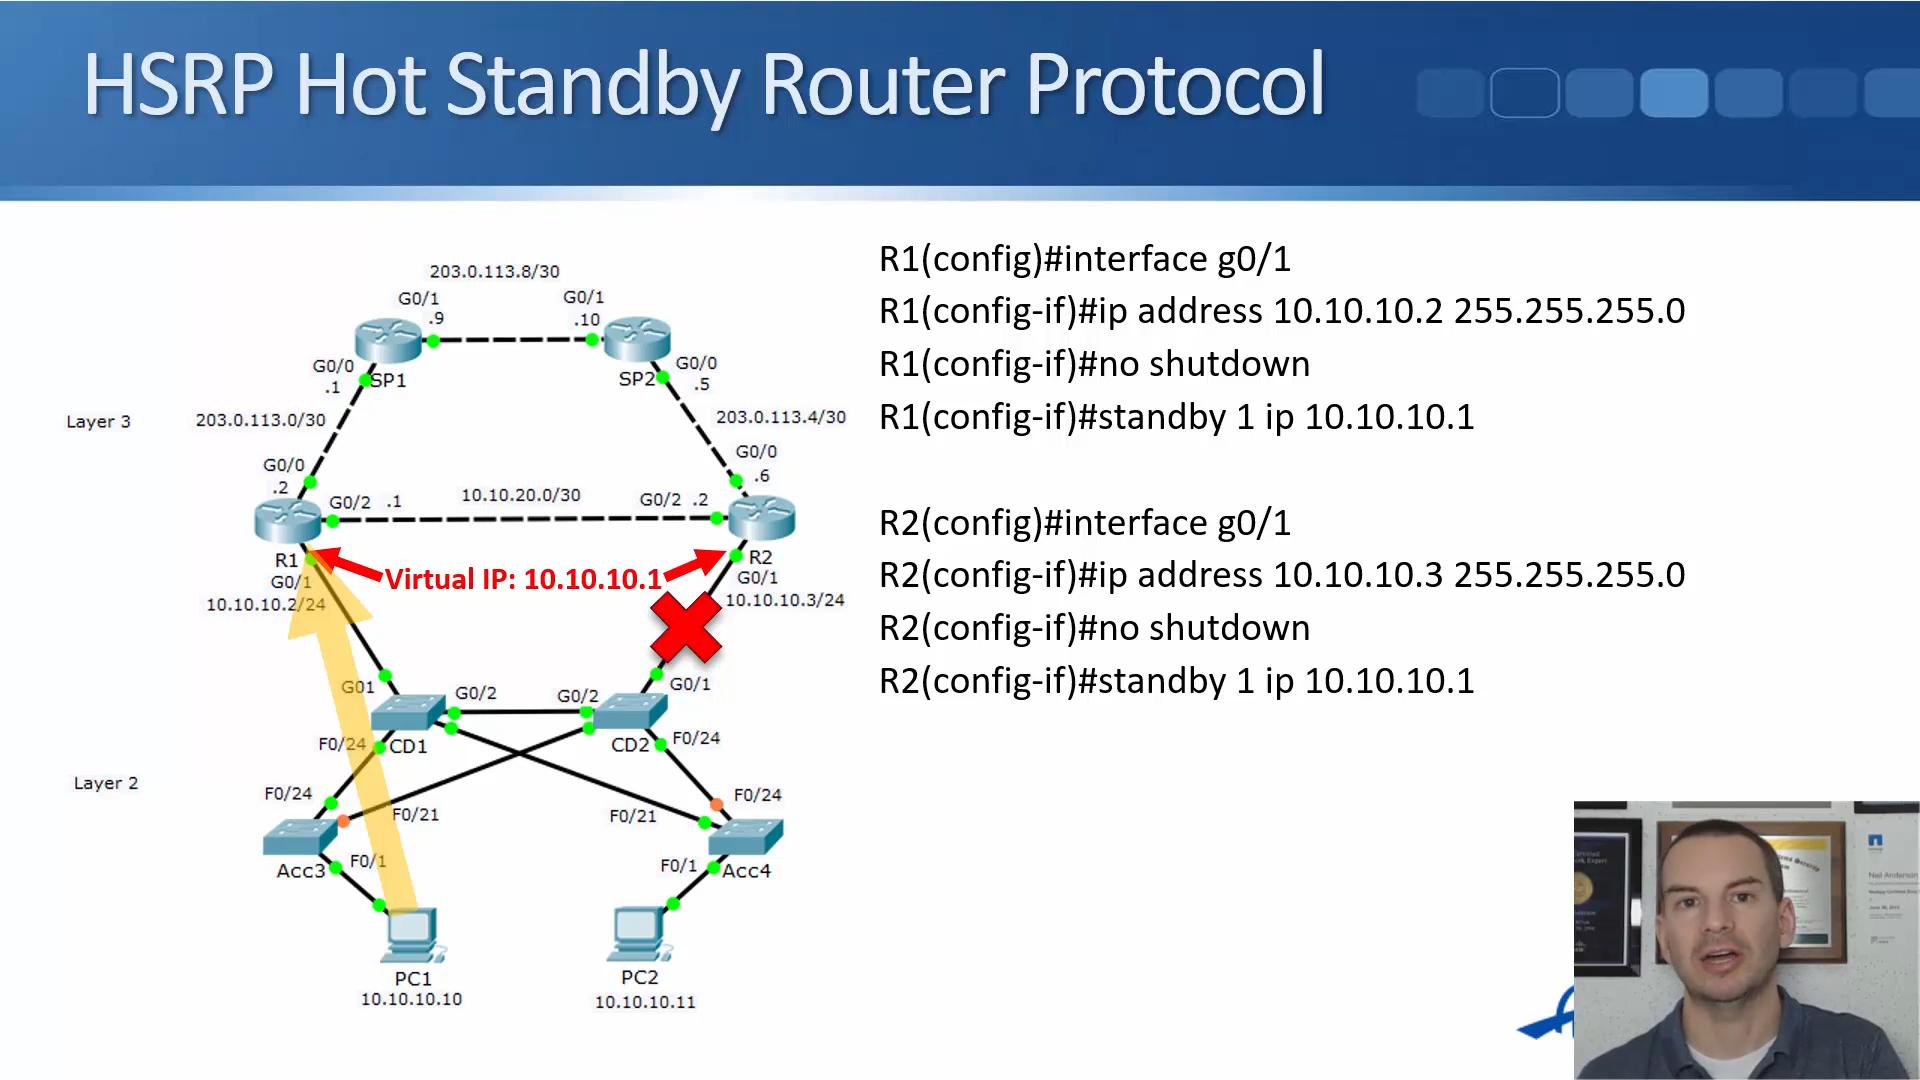 HSRP Hot Standby Router Protocol
203.0.113.8/30
G0/1
G0/1
.9
.10
G0/0
.1
SP1
SP2
G0/0
.5
Layer 3
203.0.113.0/30
203.0.113.4/30
G0/0
.2
G0/0
.6
G0/2 .1
10.10.20.0/30
G0/2 .2
R1
G0/1
10.10.10.2/24
Virtual IP: 10.10.10.1
R2
G0/1
10.10.10.3/24
G01
G0/2
G0/2
G0/1
F0/24
CD1
CD2
F0/24
Layer 2
F0/24
F0/21
F0/21
F0/24
Acc3
F0/1
F0/1
Acc4
PC1
10.10.10.10
PC2
10.10.10.11
R1(config)#interface g0/1
R1(config-if)#ip address 10.10.10.2 255.255.255.0
R1(config-if)#no shutdown
R1(config-if)#standby 1 ip 10.10.10.1
R2(config)#interface g0/1
R2(config-if)#ip address 10.10.10.3 255.255.255.0
R2(config-if)#no shutdown
R2(config-if)#standby 1 ip 10.10.10.1
Neil Anderson